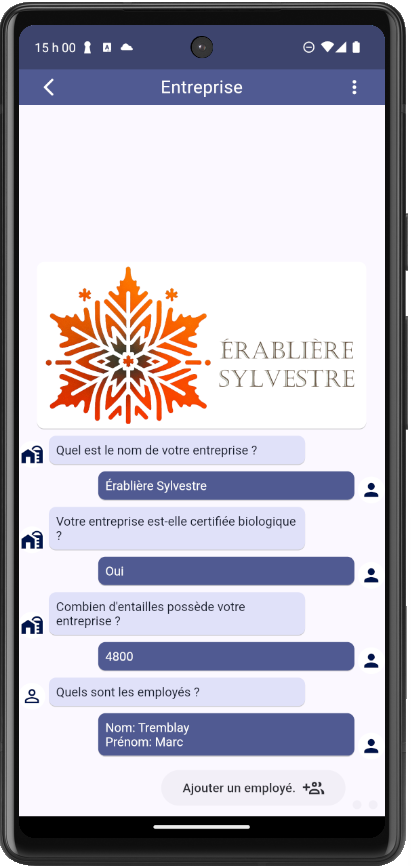 15 h 00
Entreprise
ÉRABLIÈRE
SYLVESTRE
Quel est le nom de votre entreprise ?
Érablière Sylvestre
Votre entreprise est-elle certifiée biologique
?
Oui
Combien d'entailles possède votre
entreprise ?
4800
Quels sont les employés ?
Nom: Tremblay
Prénom: Marc
Ajouter un employé.